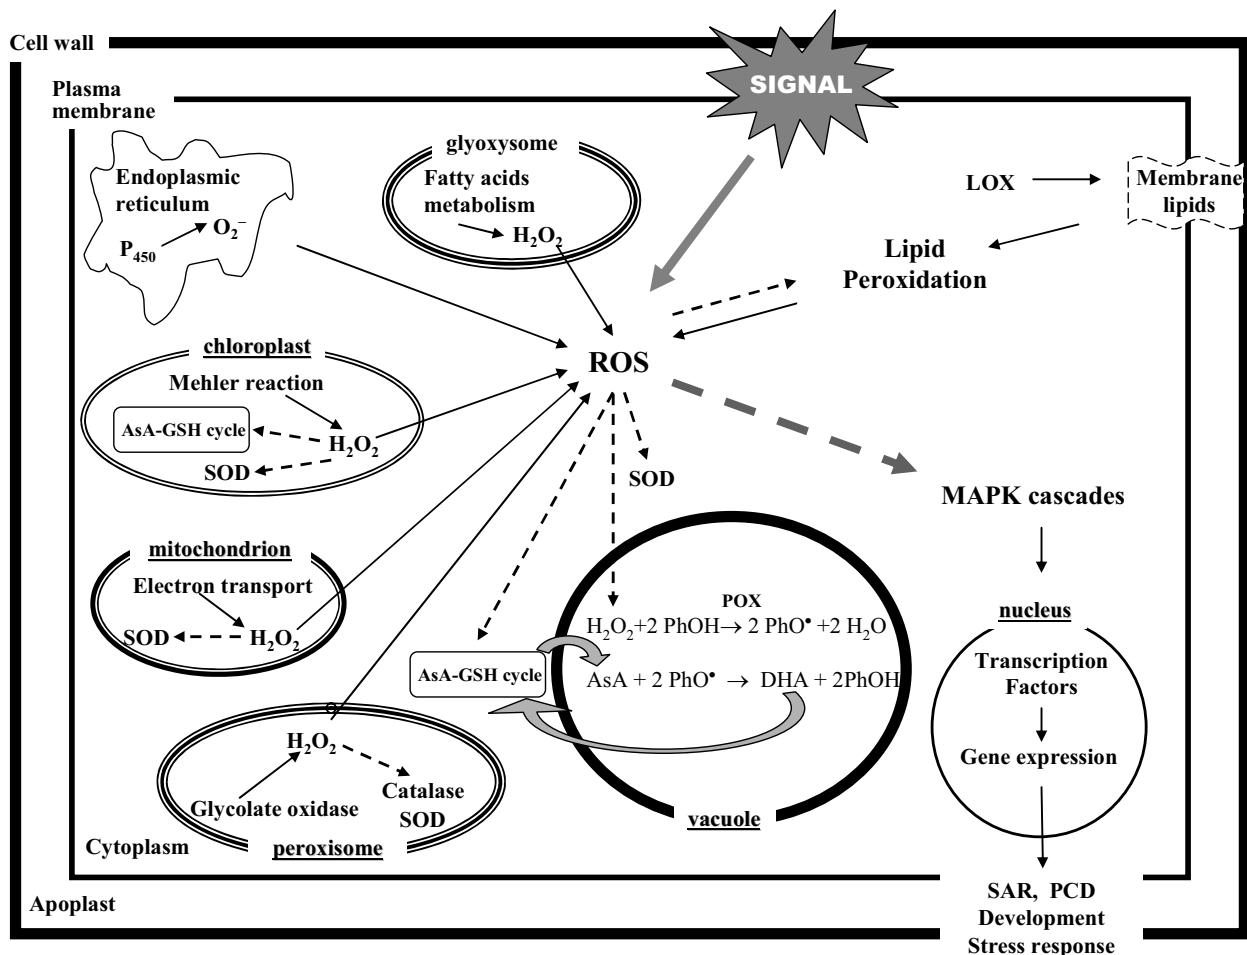 Cell wall
SIGNAL
Plasma
membrane
Endoplasmic
reticulum
O₂⁻
P₄₅₀
glyoxysome
Fatty acids
metabolism
H₂O₂
LOX
Membrane
lipids
Lipid
Peroxidation
ROS
chloroplast
Mehler reaction
AsA-GSH cycle
H₂O₂
SOD
SOD
MAPK cascades
mitochondrion
Electron transport
SOD
H₂O₂
POX
H₂O₂+2 PhOH→ 2 PhO• +2 H₂O
AsA-GSH cycle
AsA + 2 PhO• → DHA + 2PhOH
vacuole
nucleus
Transcription
Factors
Gene expression
H₂O₂
Catalase
Glycolate oxidase
SOD
peroxisome
Cytoplasm
Apoplast
SAR, PCD
Development
Stress response